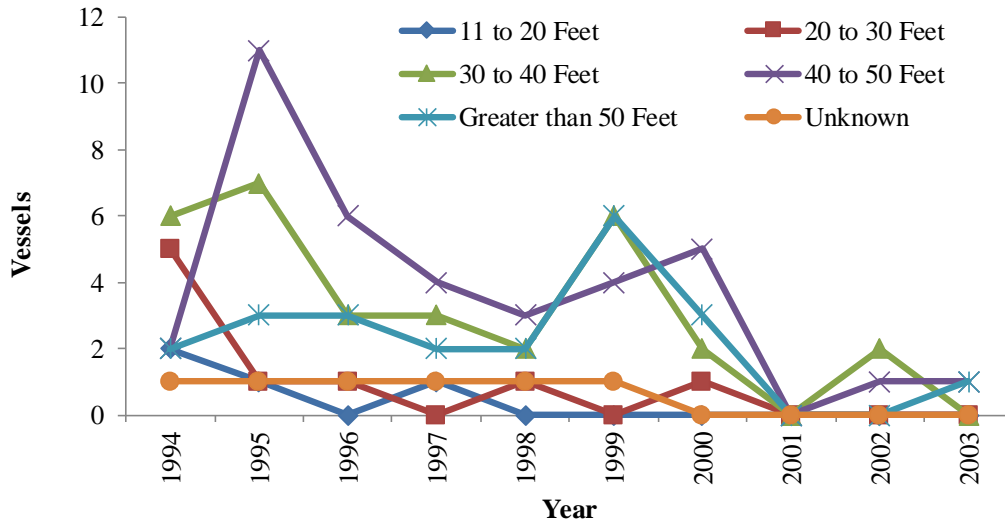 12
10
8
6
4
2
0
Vessels
11 to 20 Feet
20 to 30 Feet
30 to 40 Feet
40 to 50 Feet
Greater than 50 Feet
Unknown
1994
1995
1996
1997
1998
1999
2000
2001
2002
2003
Year